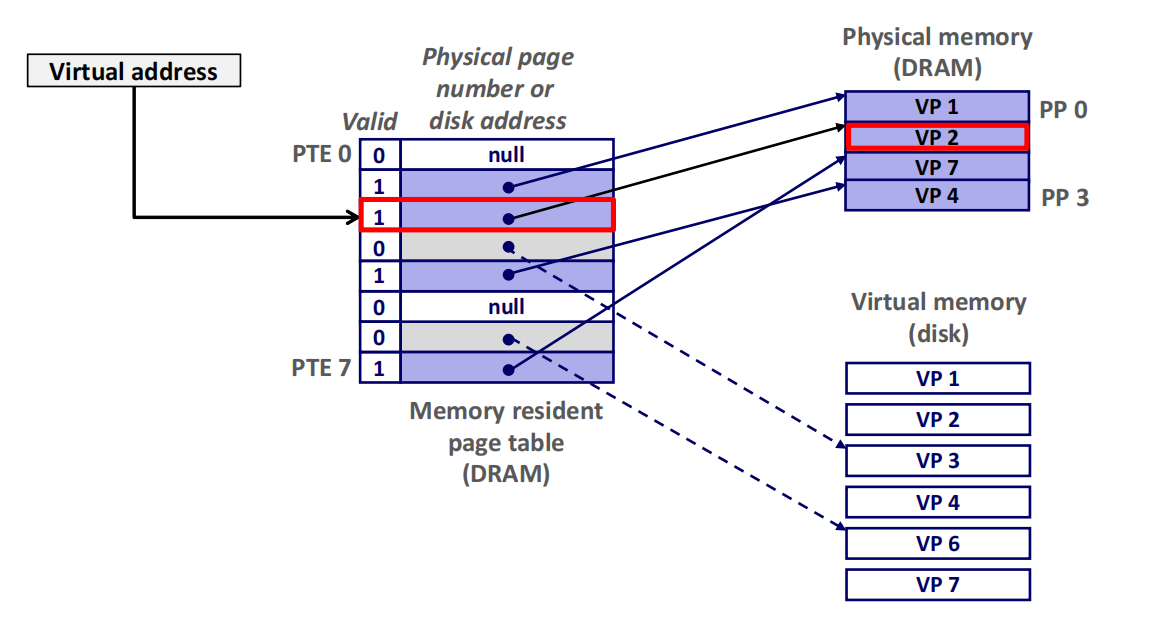 Virtual address
Physical page
number or
disk address
Valid
PTE 0
0 null
1
1
0
1
0 null
0
PTE 7 1
Memory resident
page table
(DRAM)
Physical memory
(DRAM)
VP 1 PP 0
VP 2
VP 7
VP 4 PP 3
Virtual memory
(disk)
VP 1
VP 2
VP 3
VP 4
VP 6
VP 7